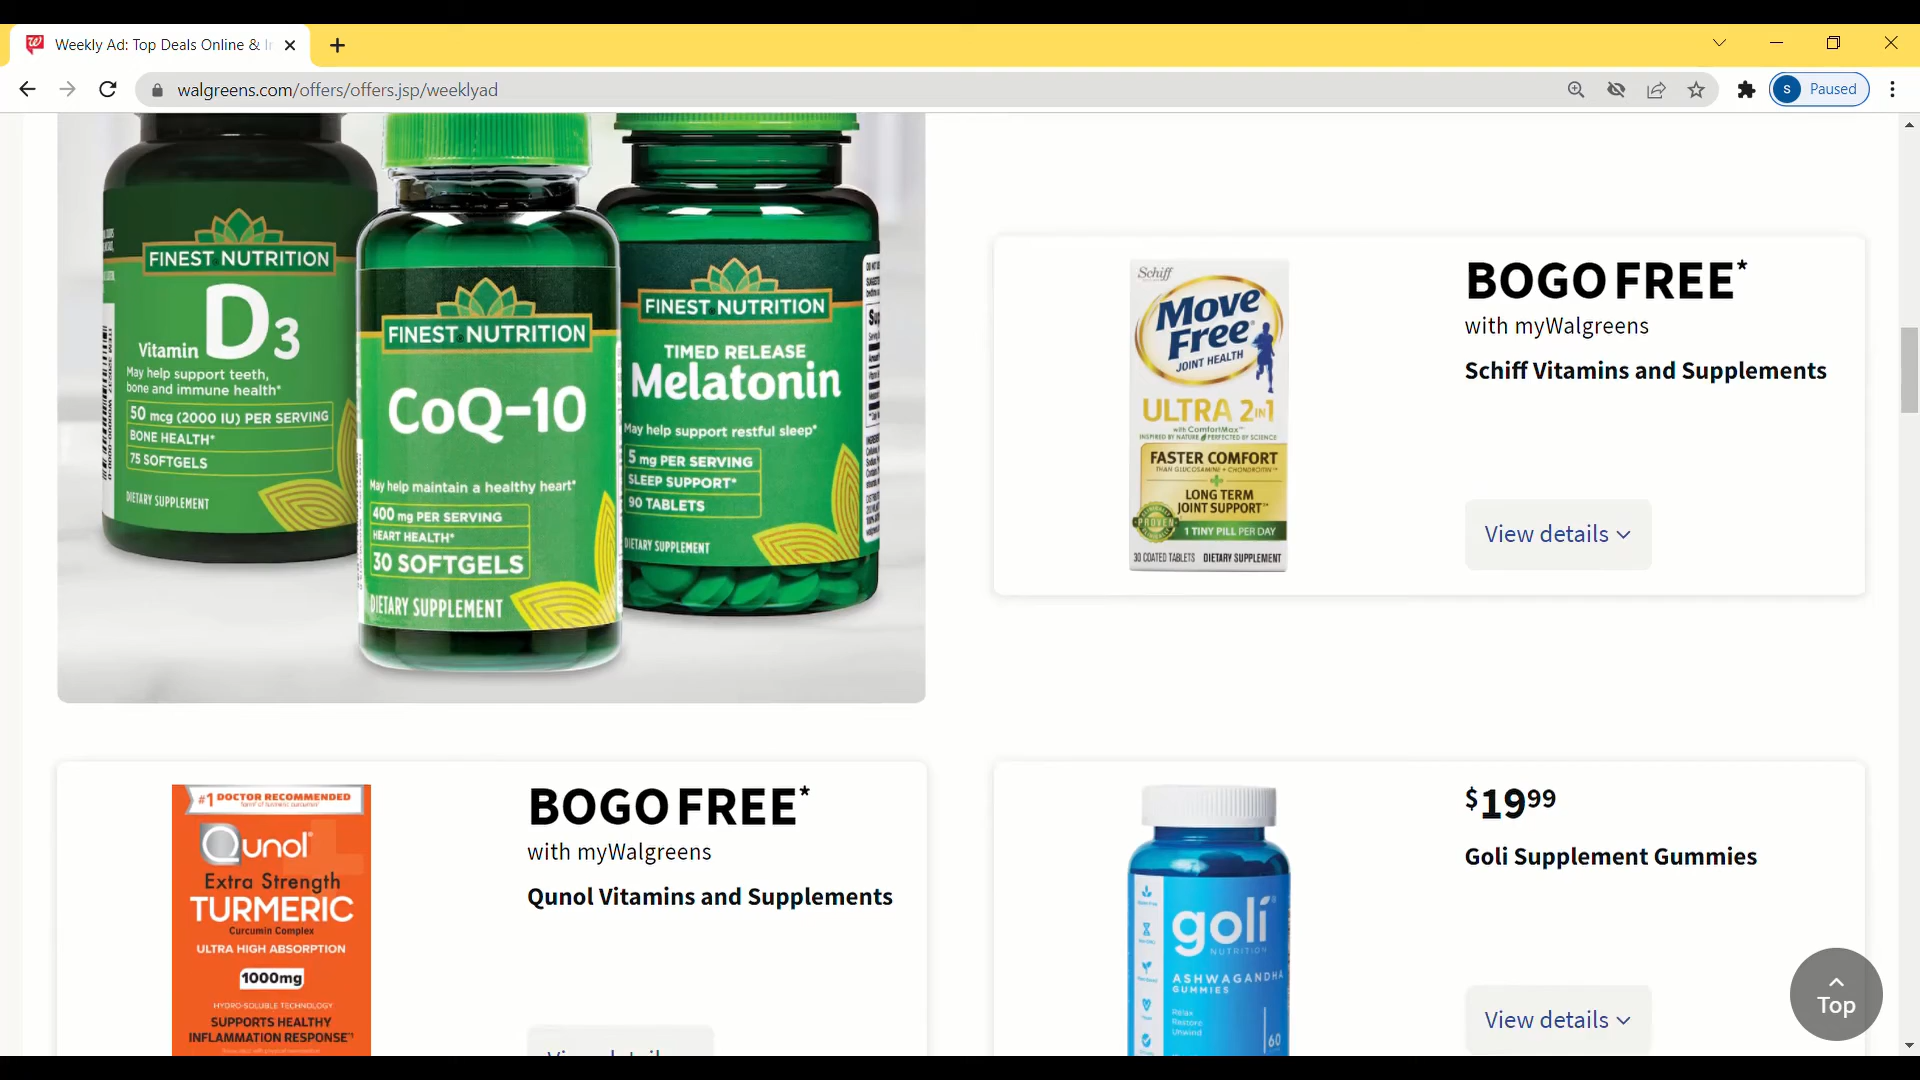 Weekly Ad: Top Deals Online & I
walgreens.com/offers/offers.jsp/weeklyad
S
Paused
FINEST NUTRITION
Vitamin D3
May help support teeth,
bone and immune health*
50 mcg (2000 IU) PER SERVING
BONE HEALTH*
75 SOFTGELS
DIETARY SUPPLEMENT
FINEST NUTRITION
CoQ-10
May help maintain a healthy heart*
400 mg PER SERVING
HEART HEALTH*
30 SOFTGELS
DIETARY SUPPLEMENT
FINEST NUTRITION
TIMED RELEASE
Melatonin
May help support restful sleep*
5 mg PER SERVING
SLEEP SUPPORT*
90 TABLETS
DIETARY SUPPLEMENT
Schiff
Move
Free
JOINT HEALTH
ULTRA 2 IN 1
with ComfortMax™
INSPIRED BY NATURE PERFECTED BY SCIENCE
FASTER COMFORT
THAN GLUCOSAMINE + CHONDROITIN
+
LONG TERM
JOINT SUPPORT
PROVEN
1 TINY PILL PER DAY
30 COATED TABLETS DIETARY SUPPLEMENT
BOGO FREE*
with myWalgreens
Schiff Vitamins and Supplements
View details
#1 DOCTOR RECOMMENDED
Qunol
Extra Strength
TURMERIC
Curcumin Complex
ULTRA HIGH ABSORPTION
1000mg
HYDRO-SOLUBLE TECHNOLOGY
SUPPORTS HEALTHY
INFLAMMATION RESPONSE
BOGO FREE*
with myWalgreens
Qunol Vitamins and Supplements
goli
NUTRITION
ASHWAGANDHA
GUMMIES
Relax
Restore
Unwind
60
$19 99
Goli Supplement Gummies
View details
Top